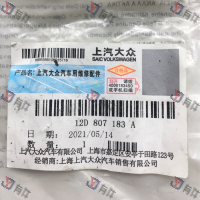 上汽大众
SAIC VOLKSWAGEN
产品名: 上汽大众汽车用维修配件
12D 807 183 A
日期: 2021/05/14
上汽大众汽车有限公司 上海市嘉定区安亭于田路123号
经销商: 上海上汽大众汽车销售有限公司